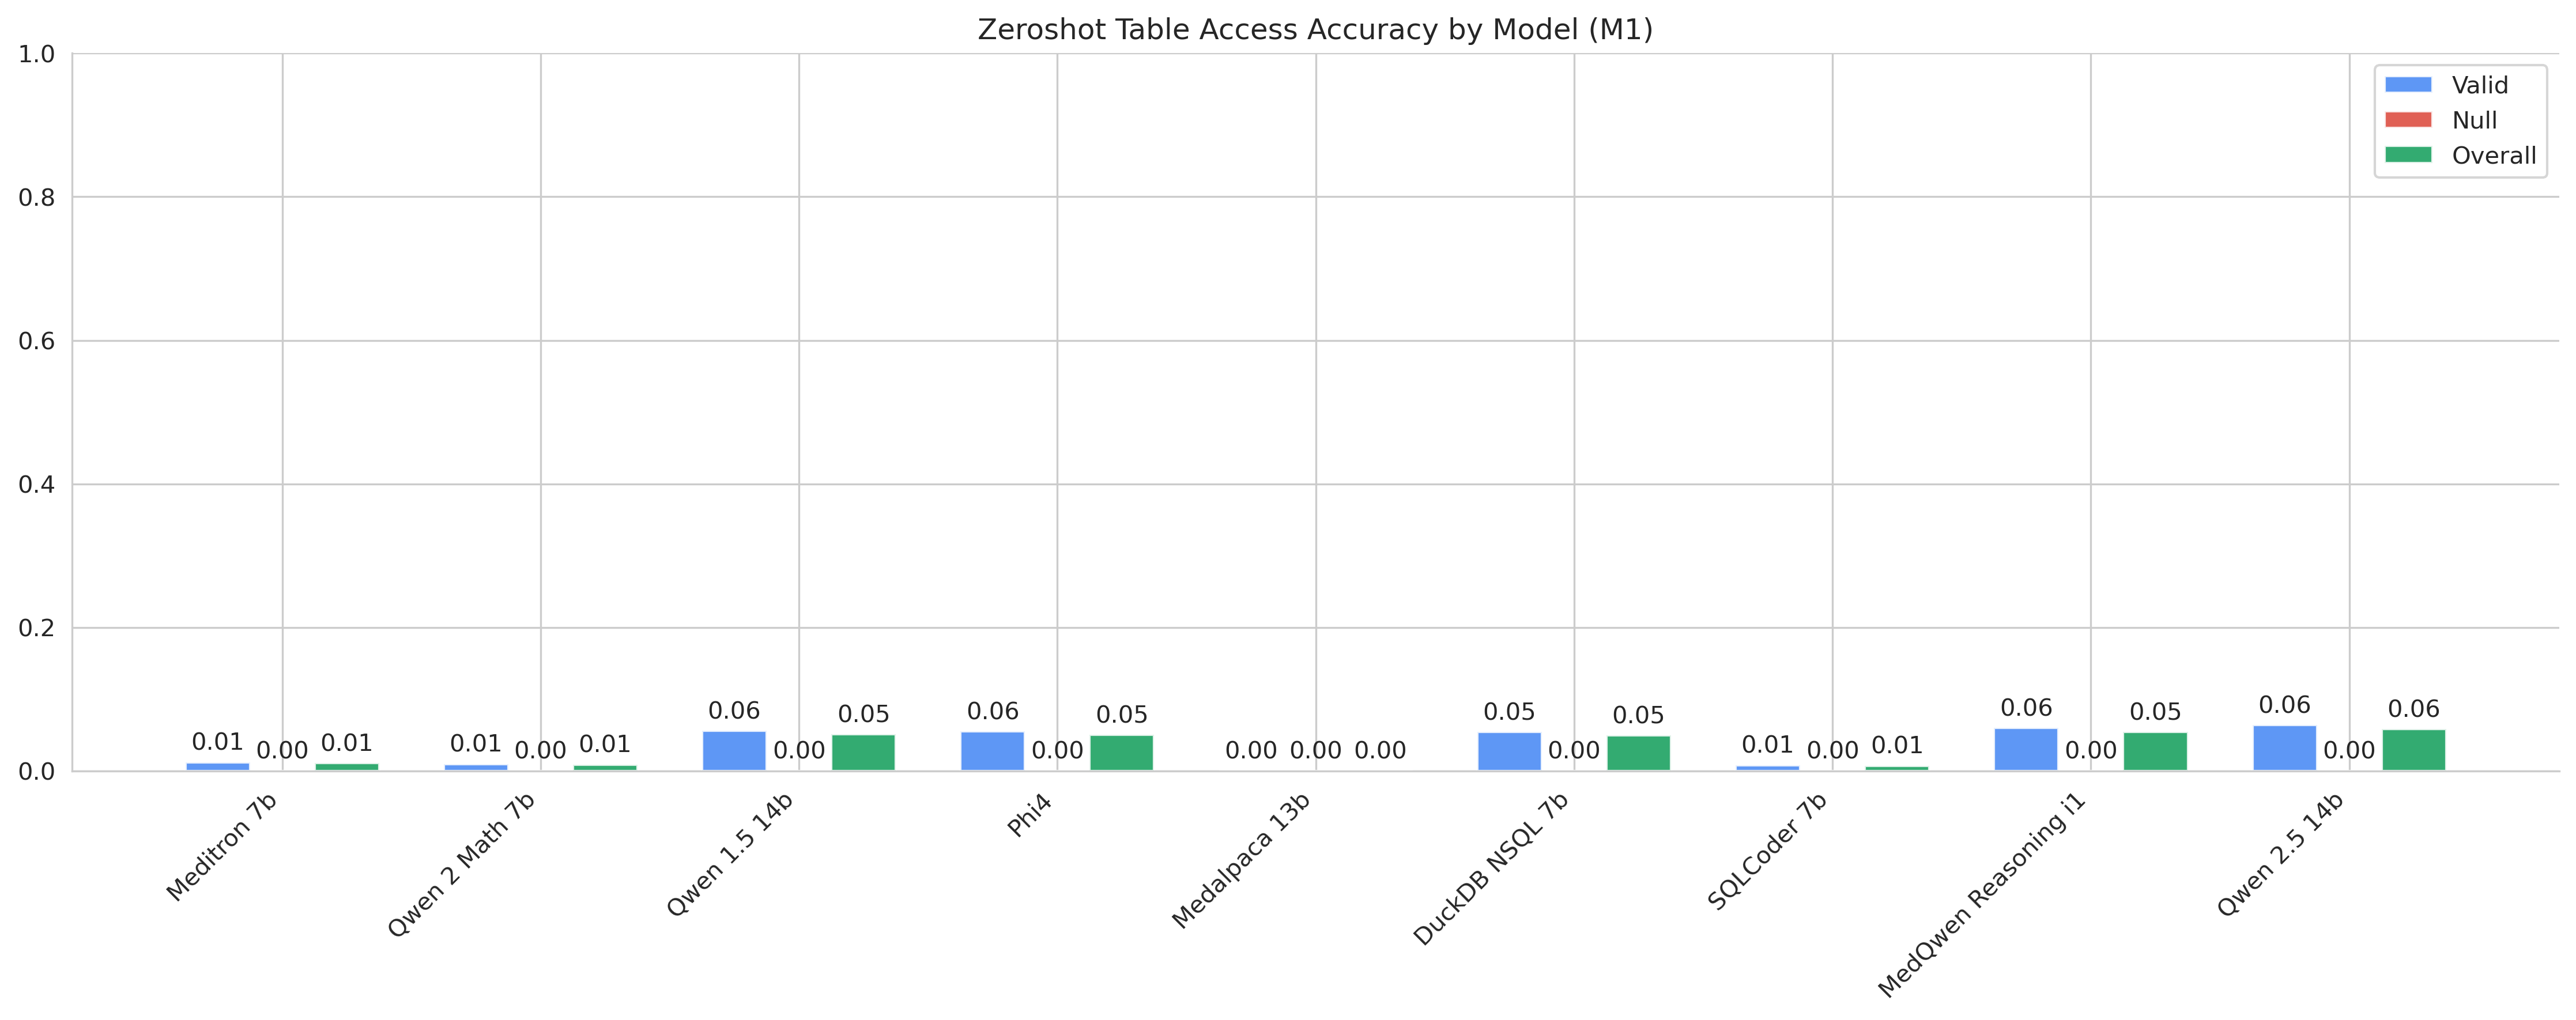 Zeroshot Table Access Accuracy by Model (M1)
1.0
0.8
0.6
0.4
0.2
0.0
Valid
Null
Overall
0.01 0.00 0.01
0.01 0.00 0.01
0.06 0.00 0.05
0.06 0.00 0.05
0.00 0.00 0.00
0.05 0.00 0.05
0.01 0.00 0.01
0.06 0.00 0.05
0.06 0.00 0.06
Meditron 7b
Qwen 2 Math 7b
Qwen 1.5 14b
Phi4
Medalpaca 13b
DuckDB NSQL 7b
SQLCoder 7b
MedQwen Reasoning i1
Qwen 2.5 14b